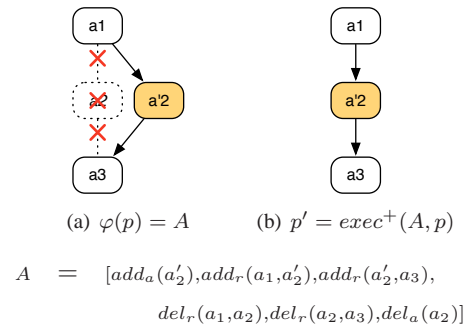 a1 a1
a2 a'2 a'2
a3 a3
(a) φ(p) = A (b) p′ = exec⁺(A, p)
A = [addₐ(a′₂),addᵣ(a₁,a′₂),addᵣ(a′₂,a₃),
delᵣ(a₁,a₂),delᵣ(a₂,a₃),delₐ(a₂)]